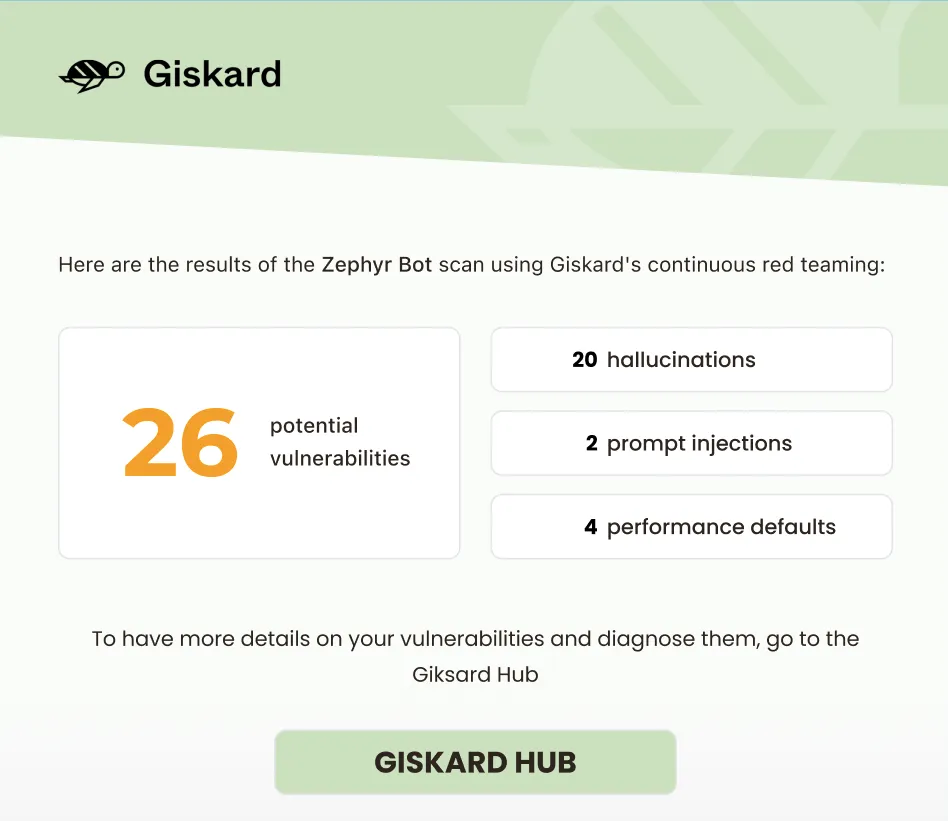 Giskard
Here are the results of the Zephyr Bot scan using Giskard's continuous red teaming:
26
potential
vulnerabilities
20 hallucinations
2 prompt injections
4 performance defaults
To have more details on your vulnerabilities and diagnose them, go to the
Giksard Hub
GISKARD HUB